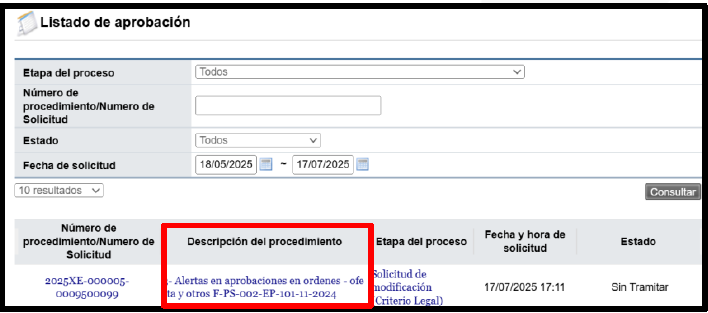 Listado de aprobación
Etapa del proceso
Todos
Número de
procedimiento/Numero de
Solicitud
Estado
Todos
Fecha de solicitud
18/05/2025 ~ 17/07/2025
10 resultados
Consultar
Número de
procedimiento/Numero de
Solicitud
Descripción del procedimiento
Etapa del proceso
Fecha y hora de
solicitud
Estado
2025XE-000005-
0009500099
- Alertas en aprobaciones en ordenes - ofe
ta y otros F-PS-002-EP-101-11-2024
Solicitud de
modificación
(Criterio Legal)
17/07/2025 17:11
Sin Tramitar